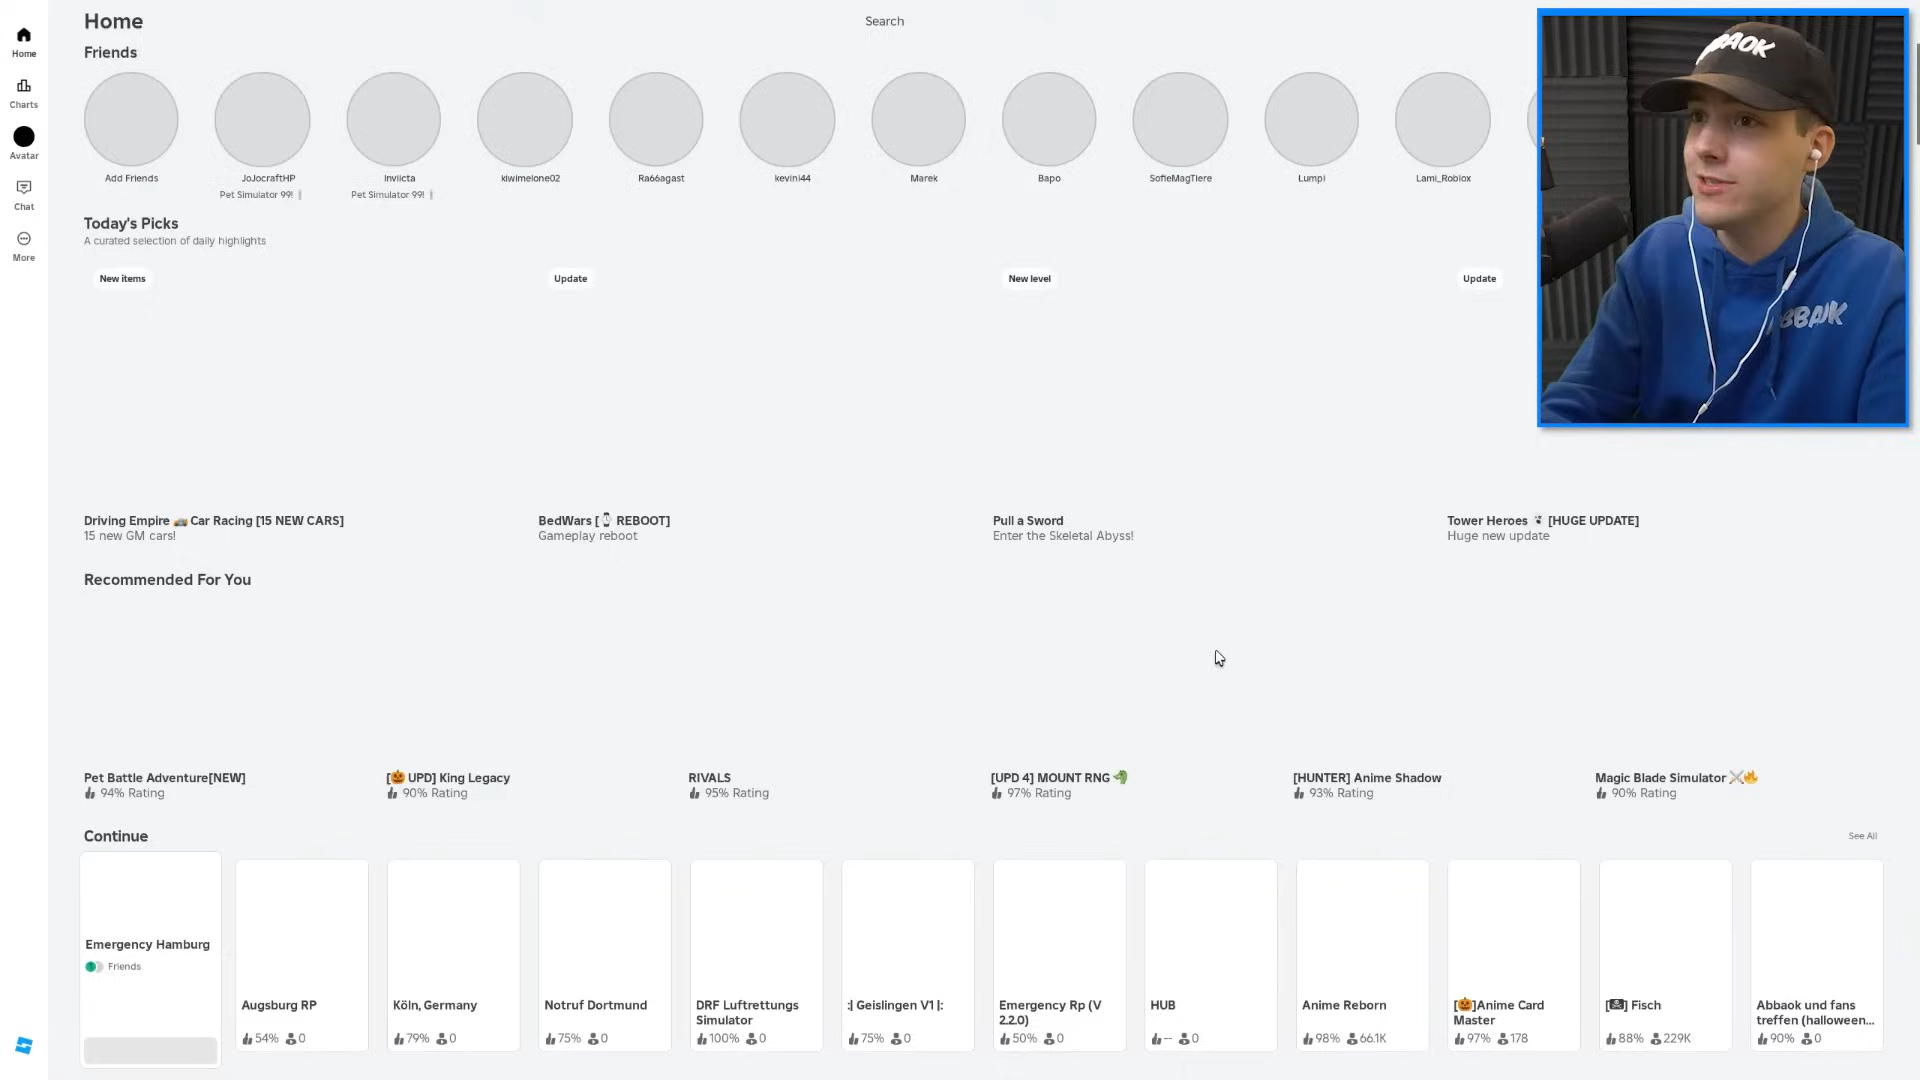 Home
Search
Home
Friends
Charts
Avatar
Chat
More
Add Friends
JoJocraftHP
Inviicta
kiwimelone02
Ra66agast
kevini44
Marek
Bapo
SofieMagTiere
Lumpi
Lami_Roblox
Pet Simulator 99!
Pet Simulator 99!
Today's Picks
A curated selection of daily highlights
New items
Update
New level
Update
Driving Empire 🚕 Car Racing [15 NEW CARS]
15 new GM cars!
BedWars [⌚ REBOOT]
Gameplay reboot
Pull a Sword
Enter the Skeletal Abyss!
Tower Heroes [HUGE UPDATE]
Huge new update
Recommended For You
Pet Battle Adventure[NEW]
94% Rating
[🎃 UPD] King Legacy
90% Rating
RIVALS
95% Rating
[UPD 4] MOUNT RNG 🐲
97% Rating
[HUNTER] Anime Shadow
93% Rating
Magic Blade Simulator ⚔️🔥
90% Rating
Continue
See All
Emergency Hamburg
Friends
Augsburg RP
54% 0
Köln, Germany
79% 0
Notruf Dortmund
75% 0
DRF Luftrettungs
Simulator
100% 0
:| Geislingen V1 |:
75% 0
Emergency Rp (V
2.2.0)
50% 0
HUB
-- 0
Anime Reborn
98% 66.1K
[🎃]Anime Card
Master
97% 178
[🏴‍☠️] Fisch
88% 229K
Abbaok und fans
treffen (halloween...
90% 0